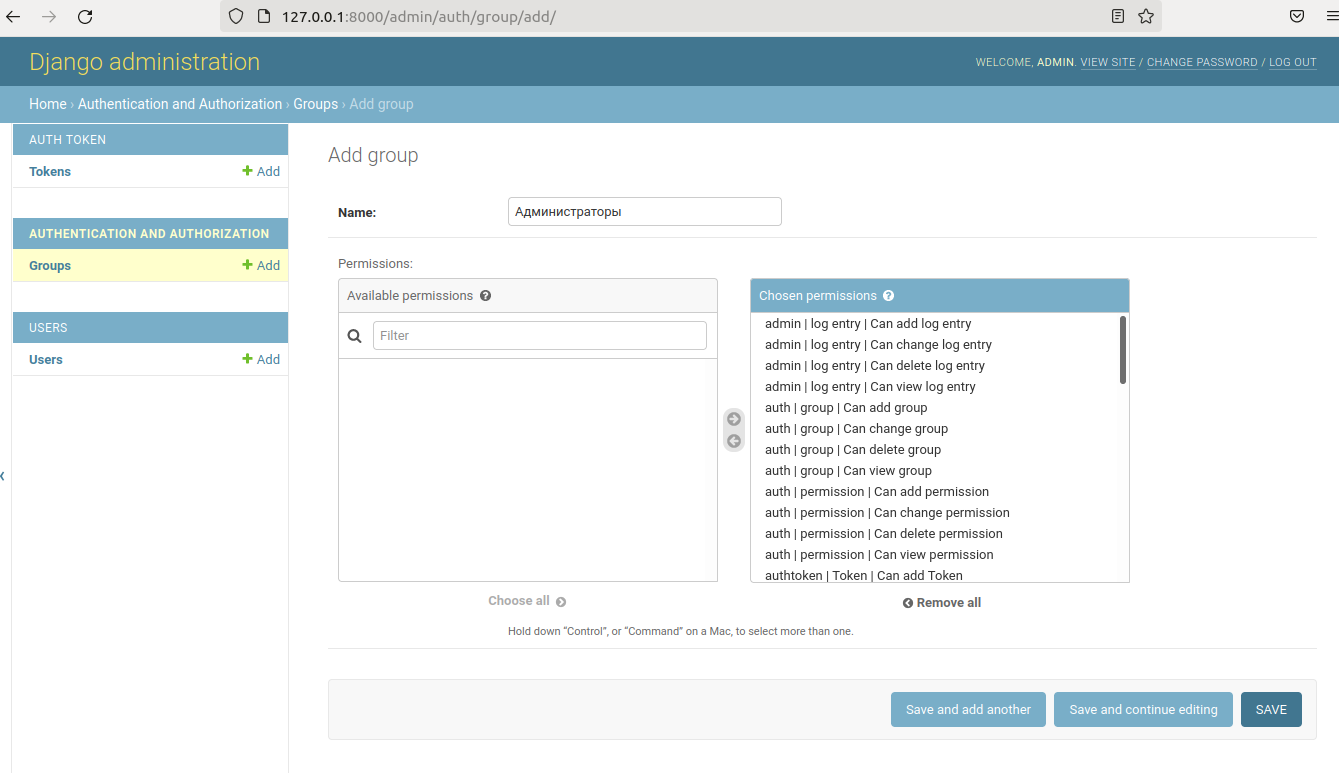 127.0.0.1:8000/admin/auth/group/add/
Django administration
WELCOME, ADMIN. VIEW SITE / CHANGE PASSWORD / LOG OUT
Home › Authentication and Authorization › Groups › Add group
AUTH TOKEN
Tokens
Add
AUTHENTICATION AND AUTHORIZATION
Groups
Add
USERS
Users
Add
Add group
Name:
Администраторы
Permissions:
Available permissions
Filter
Choose all
Chosen permissions
admin | log entry | Can add log entry
admin | log entry | Can change log entry
admin | log entry | Can delete log entry
admin | log entry | Can view log entry
auth | group | Can add group
auth | group | Can change group
auth | group | Can delete group
auth | group | Can view group
auth | permission | Can add permission
auth | permission | Can change permission
auth | permission | Can delete permission
auth | permission | Can view permission
authtoken | Token | Can add Token
Remove all
Hold down “Control”, or “Command” on a Mac, to select more than one.
Save and add another
Save and continue editing
SAVE